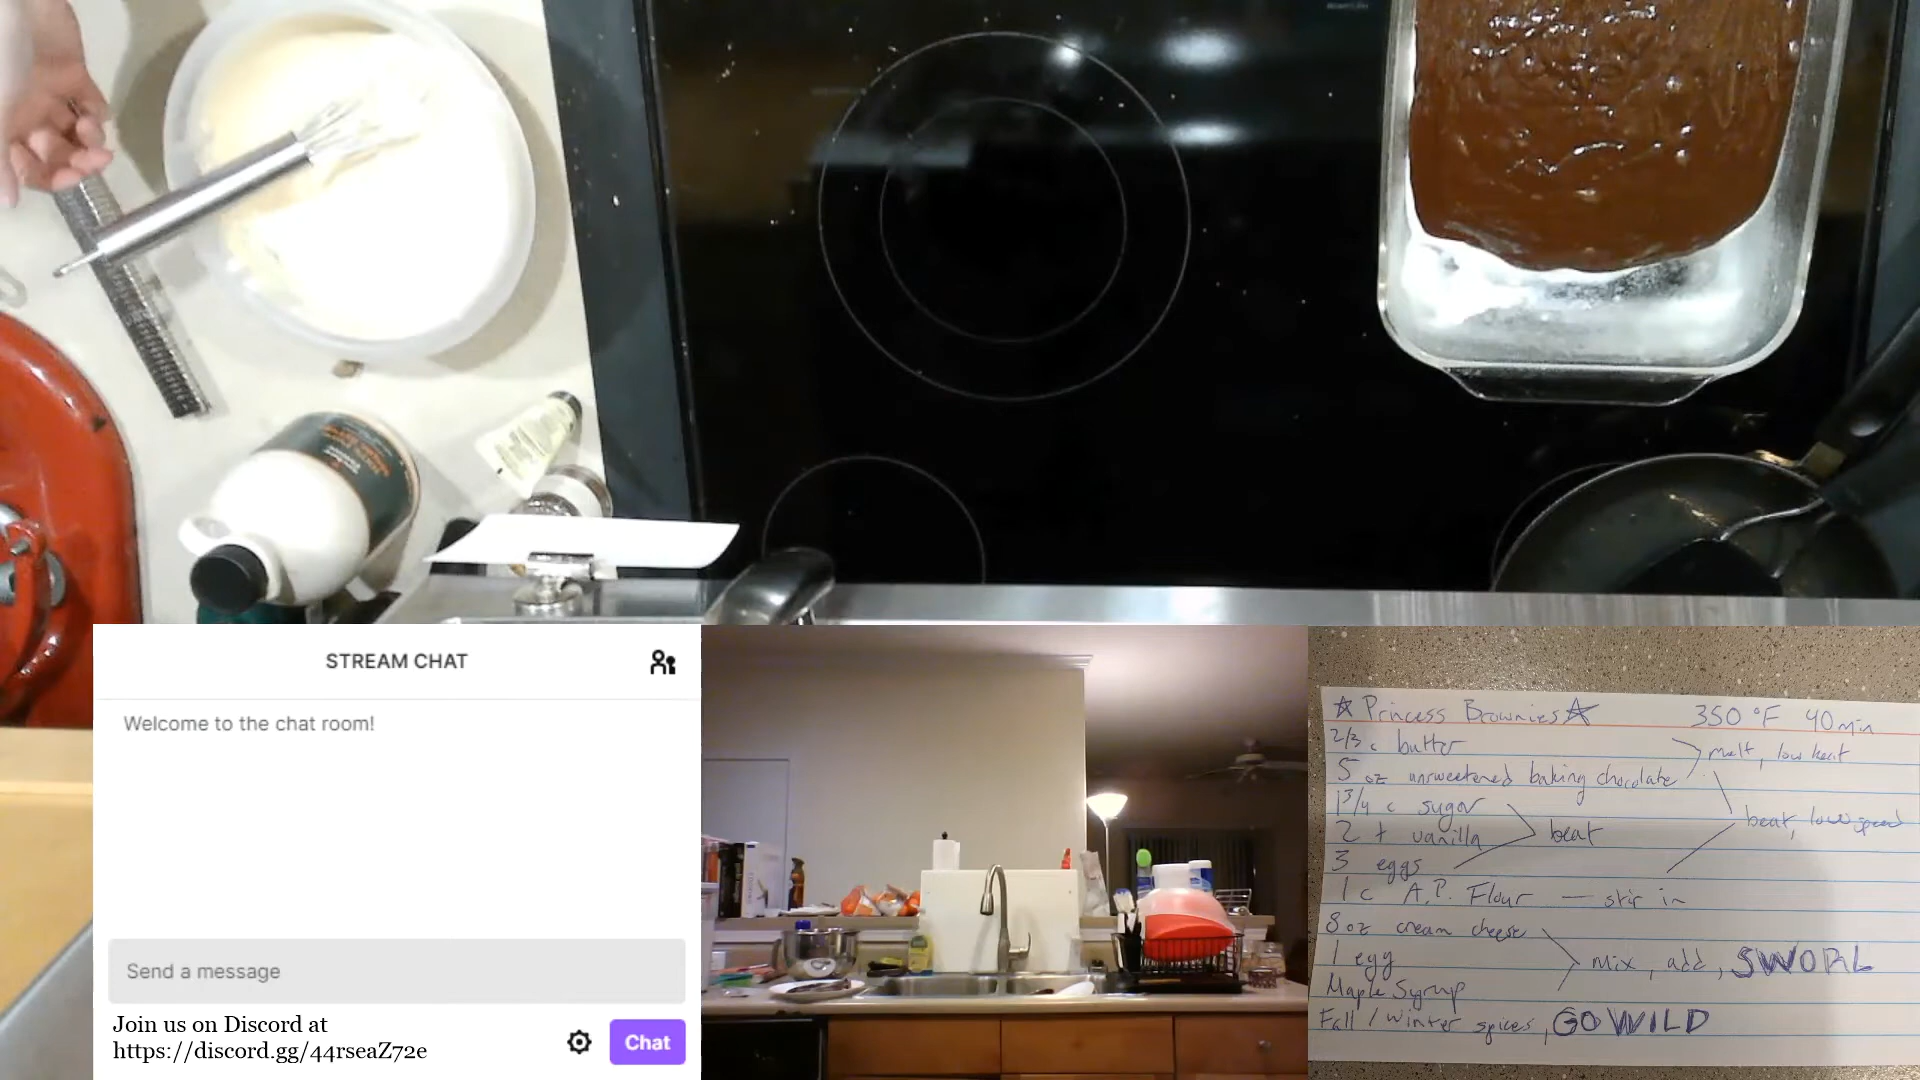 STREAM CHAT
Welcome to the chat room!
Send a message
Join us on Discord at
https://discord.gg/44rseaZ72e
Chat
☆ Princess Brownies ☆ 350 °F 40 min
2/3 c butter
melt, low heat
5 oz unsweetened baking chocolate
1 3/4 c sugar
beat, low speed
2 t vanilla
beat
3 eggs
1 c A.P. Flour — stir in
8 oz cream cheese
1 egg
mix, add, SWORL
Maple Syrup
Fall / Winter spices, GO WILD